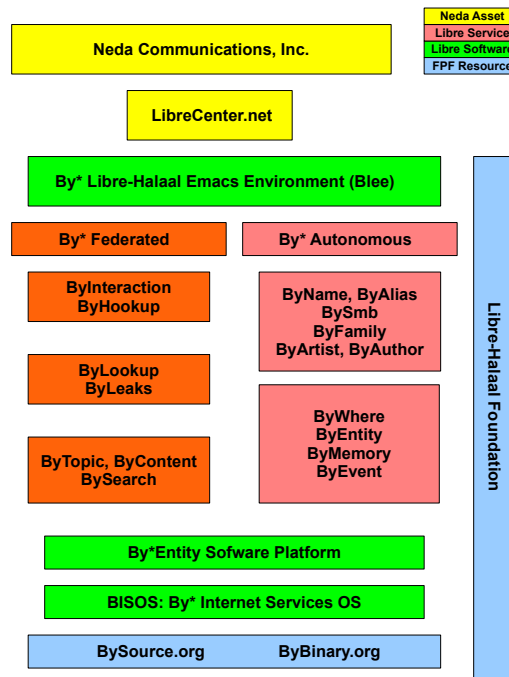 Neda Asset
Libre Service
Libre Software
FPF Resource
Neda Communications, Inc.
LibreCenter.net
By* Libre-Halaal Emacs Environment (Blee)
By* Federated
By* Autonomous
ByInteraction
ByHookup
ByName, ByAlias
BySmb
ByFamily
ByArtist, ByAuthor
ByLookup
ByLeaks
ByWhere
ByEntity
ByMemory
ByEvent
ByTopic, ByContent
BySearch
By*Entity Sofware Platform
BISOS: By* Internet Services OS
BySource.org
ByBinary.org
Libre-Halaal Foundation